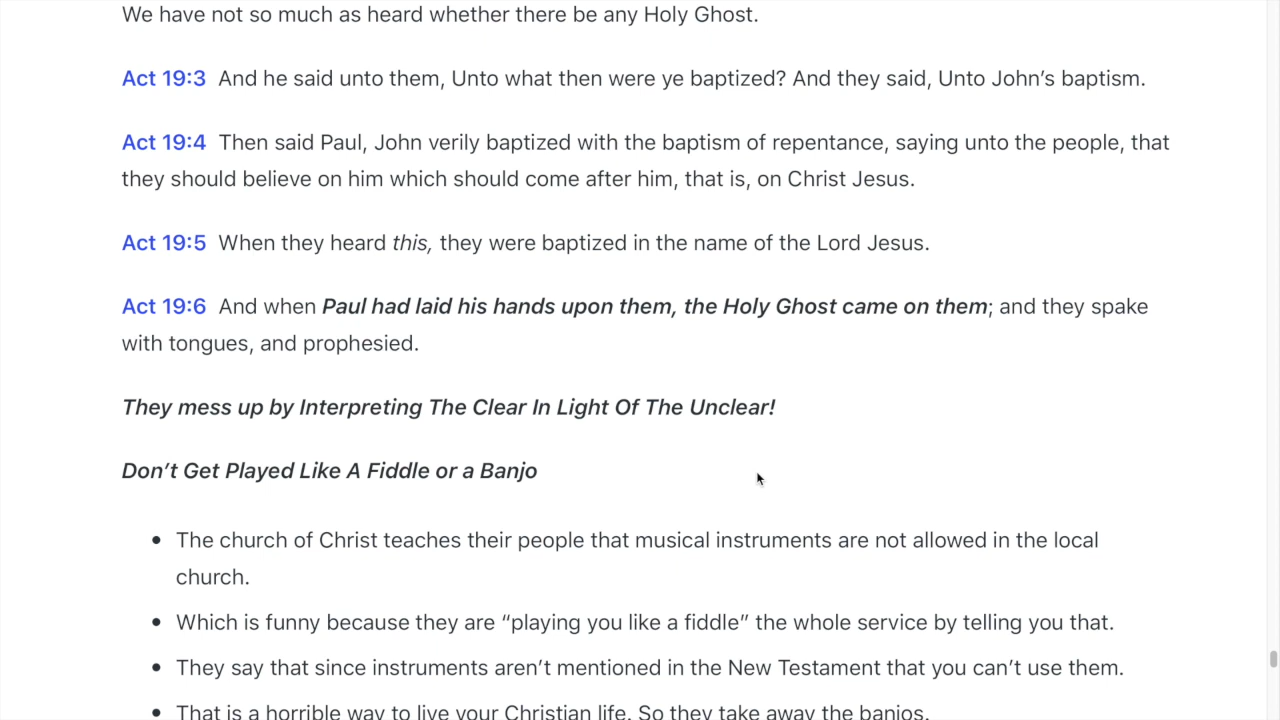 We have not so much as heard whether there be any Holy Ghost.
Act 19:3 And he said unto them, Unto what then were ye baptized? And they said, Unto John’s baptism.
Act 19:4 Then said Paul, John verily baptized with the baptism of repentance, saying unto the people, that
they should believe on him which should come after him, that is, on Christ Jesus.
Act 19:5 When they heard this, they were baptized in the name of the Lord Jesus.
Act 19:6 And when Paul had laid his hands upon them, the Holy Ghost came on them; and they spake
with tongues, and prophesied.
They mess up by Interpreting The Clear In Light Of The Unclear!
Don’t Get Played Like A Fiddle or a Banjo
• The church of Christ teaches their people that musical instruments are not allowed in the local
church.
• Which is funny because they are “playing you like a fiddle” the whole service by telling you that.
• They say that since instruments aren’t mentioned in the New Testament that you can’t use them.
• That is a horrible way to live your Christian life. So they take away the banjos.